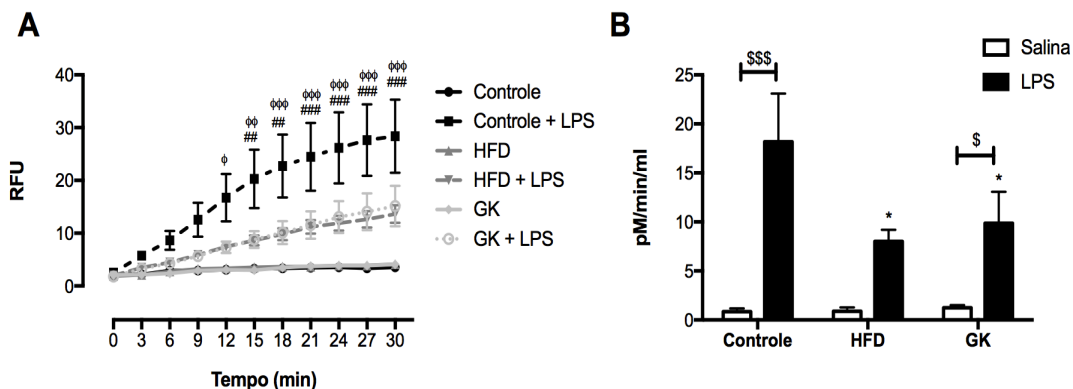 A
RFU
40
30
20
10
0
ϕ
ϕϕ
##
ϕϕϕ
##
ϕϕϕ
###
ϕϕϕ
###
ϕϕϕ
###
ϕϕϕ
###
0 3 6 9 12 15 18 21 24 27 30
Tempo (min)
Controle
Controle + LPS
HFD
HFD + LPS
GK
GK + LPS
B
Salina
LPS
pM/min/ml
25
20
15
10
5
0
$$$
*
$
*
Controle HFD GK